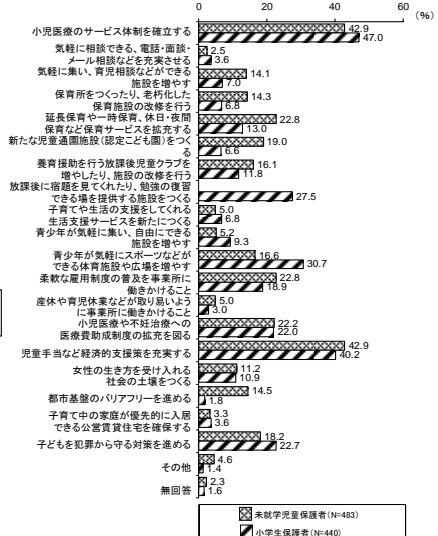 0
20
40
60
(%)
小児医療のサービス体制を確立する
42.9
47.0
気軽に相談できる、電話・面談・
メール相談などを充実させる
2.5
3.6
気軽に集い、育児相談などができる
施設を増やす
14.1
7.0
保育所をつくったり、老朽化した
保育施設の改修を行う
14.3
6.8
延長保育や一時保育、休日・夜間
保育など保育サービスを拡充する
22.8
13.0
新たな児童通園施設（認定こども園）をつく
る
19.0
6.6
養育援助を行う放課後児童クラブを
増やしたり、施設の改修を行う
16.1
11.8
放課後に宿題を見てくれたり、勉強の復習
できる場を提供する施設をつくる
27.5
子育てや生活の支援をしてくれる
生活支援サービスを新たにつくる
5.0
6.8
青少年が気軽に集い、自由にできる
施設を増やす
5.2
9.3
青少年が気軽にスポーツなどが
できる体育施設や広場を増やす
16.6
30.7
柔軟な雇用制度の普及を事業所に
働きかけること
22.8
18.9
産休や育児休業などが取り易いよう
に事業所に働きかけること
5.0
3.0
小児医療や不妊治療への
医療費助成制度の拡充を図る
22.2
22.0
児童手当など経済的支援策を充実する
42.9
40.2
女性の生き方を受け入れる
社会の土壌をつくる
11.2
10.9
都市基盤のバリアフリーを進める
14.5
1.8
子育て中の家庭が優先的に入居
できる公営賃貸住宅を確保する
3.3
3.6
子どもを犯罪から守る対策を進める
18.2
22.7
その他
4.6
1.4
無回答
2.3
1.6
未就学児童保護者(N=483)
小学生保護者(N=440)